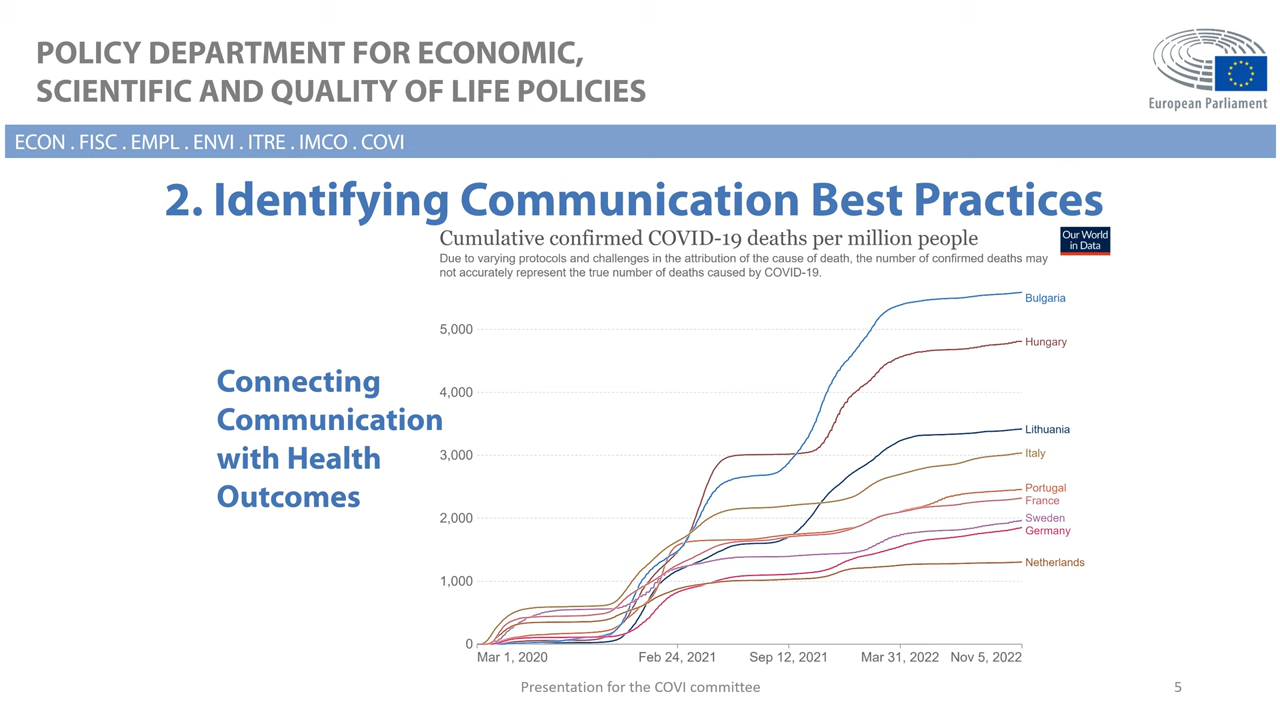 POLICY DEPARTMENT FOR ECONOMIC,
SCIENTIFIC AND QUALITY OF LIFE POLICIES
European Parliament
ECON . FISC . EMPL . ENVI . ITRE . IMCO . COVI
2. Identifying Communication Best Practices
Cumulative confirmed COVID-19 deaths per million people
Our World
in Data
Due to varying protocols and challenges in the attribution of the cause of death, the number of confirmed deaths may
not accurately represent the true number of deaths caused by COVID-19.
Connecting
Communication
with Health
Outcomes
5,000
4,000
3,000
2,000
1,000
0
Bulgaria
Hungary
Lithuania
Italy
Portugal
France
Sweden
Germany
Netherlands
Mar 1, 2020
Feb 24, 2021
Sep 12, 2021
Mar 31, 2022
Nov 5, 2022
Presentation for the COVI committee
5